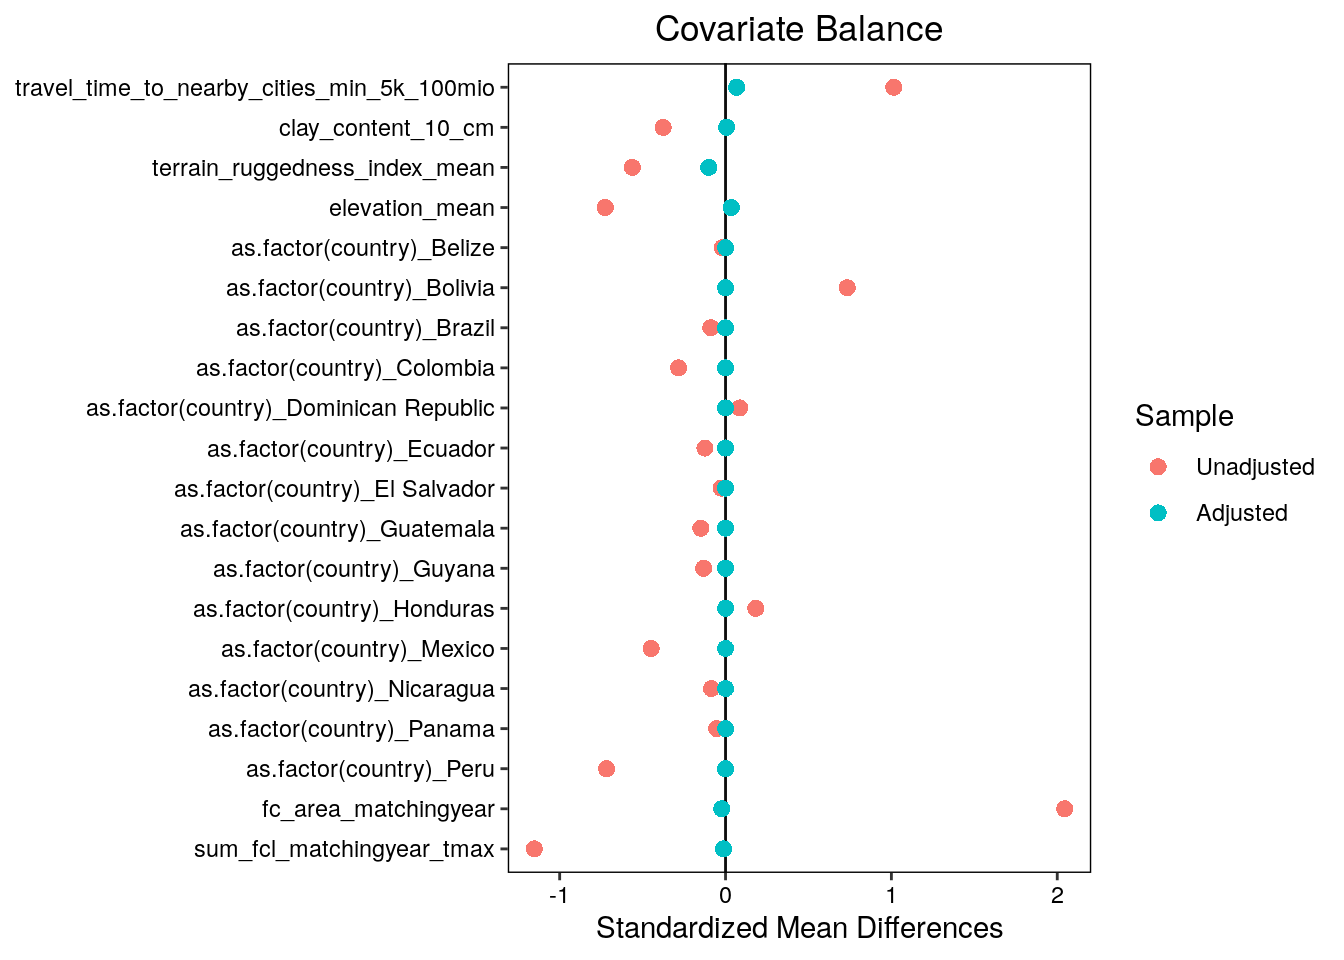 Covariate Balance
travel_time_to_nearby_cities_min_5k_100mio
clay_content_10_cm
terrain_ruggedness_index_mean
elevation_mean
as.factor(country)_Belize
as.factor(country)_Bolivia
as.factor(country)_Brazil
as.factor(country)_Colombia
as.factor(country)_Dominican Republic
as.factor(country)_Ecuador
as.factor(country)_El Salvador
as.factor(country)_Guatemala
as.factor(country)_Guyana
as.factor(country)_Honduras
as.factor(country)_Mexico
as.factor(country)_Nicaragua
as.factor(country)_Panama
as.factor(country)_Peru
fc_area_matchingyear
sum_fcl_matchingyear_tmax
-1 0 1 2
Standardized Mean Differences
Sample
Unadjusted
Adjusted